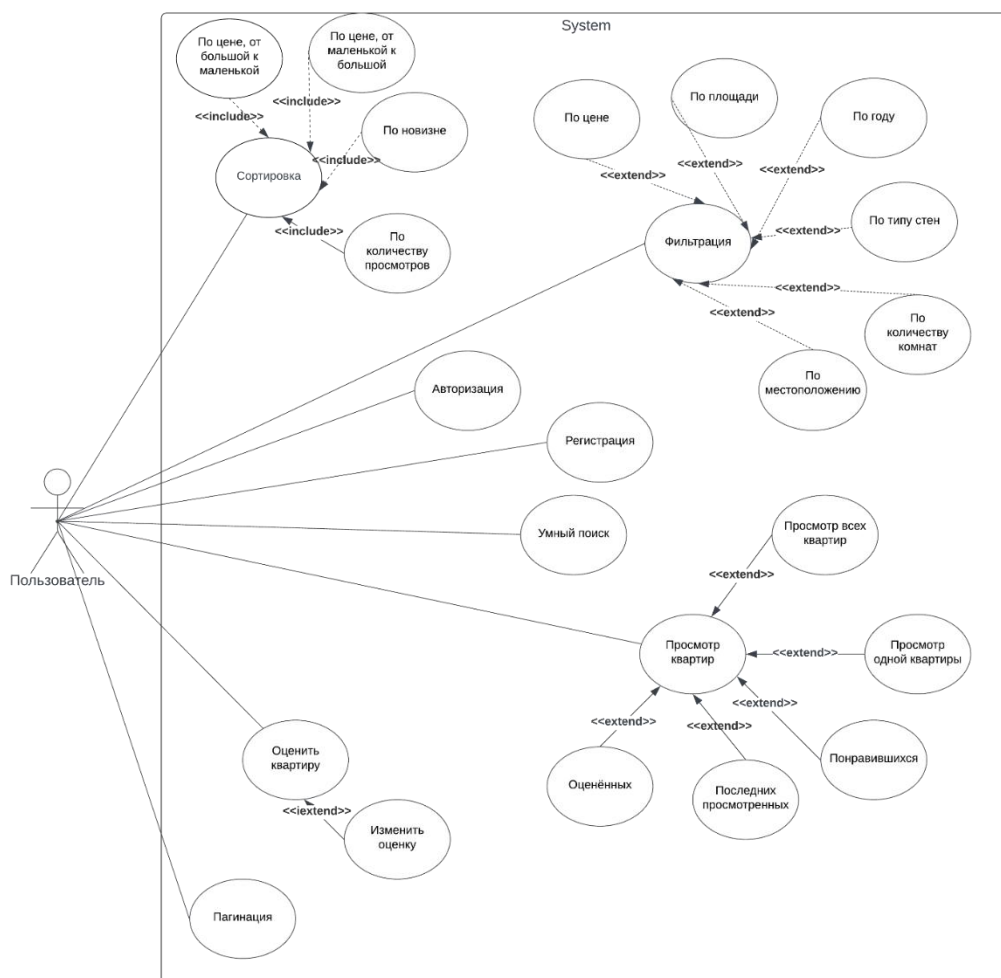 System
По цене, от
большой к
маленькой
По цене, от
маленькой к
большой
<<include>>
<<include>>
По новизне
<<include>>
Сортировка
<<include>>
По
количеству
просмотров
По цене
По площади
По году
<<extend>>
<<extend>>
<<extend>>
По типу стен
<<extend>>
Фильтрация
<<extend>>
<<extend>>
По
количеству
комнат
По
местоположению
Авторизация
Регистрация
Умный поиск
Пользователь
Просмотр всех
квартир
<<extend>>
Просмотр
квартир
<<extend>>
Просмотр
одной квартиры
<<extend>>
<<extend>>
<<extend>>
Оценённых
Последних
просмотренных
Понравившихся
Оценить
квартиру
<<iextend>>
Изменить
оценку
Пагинация